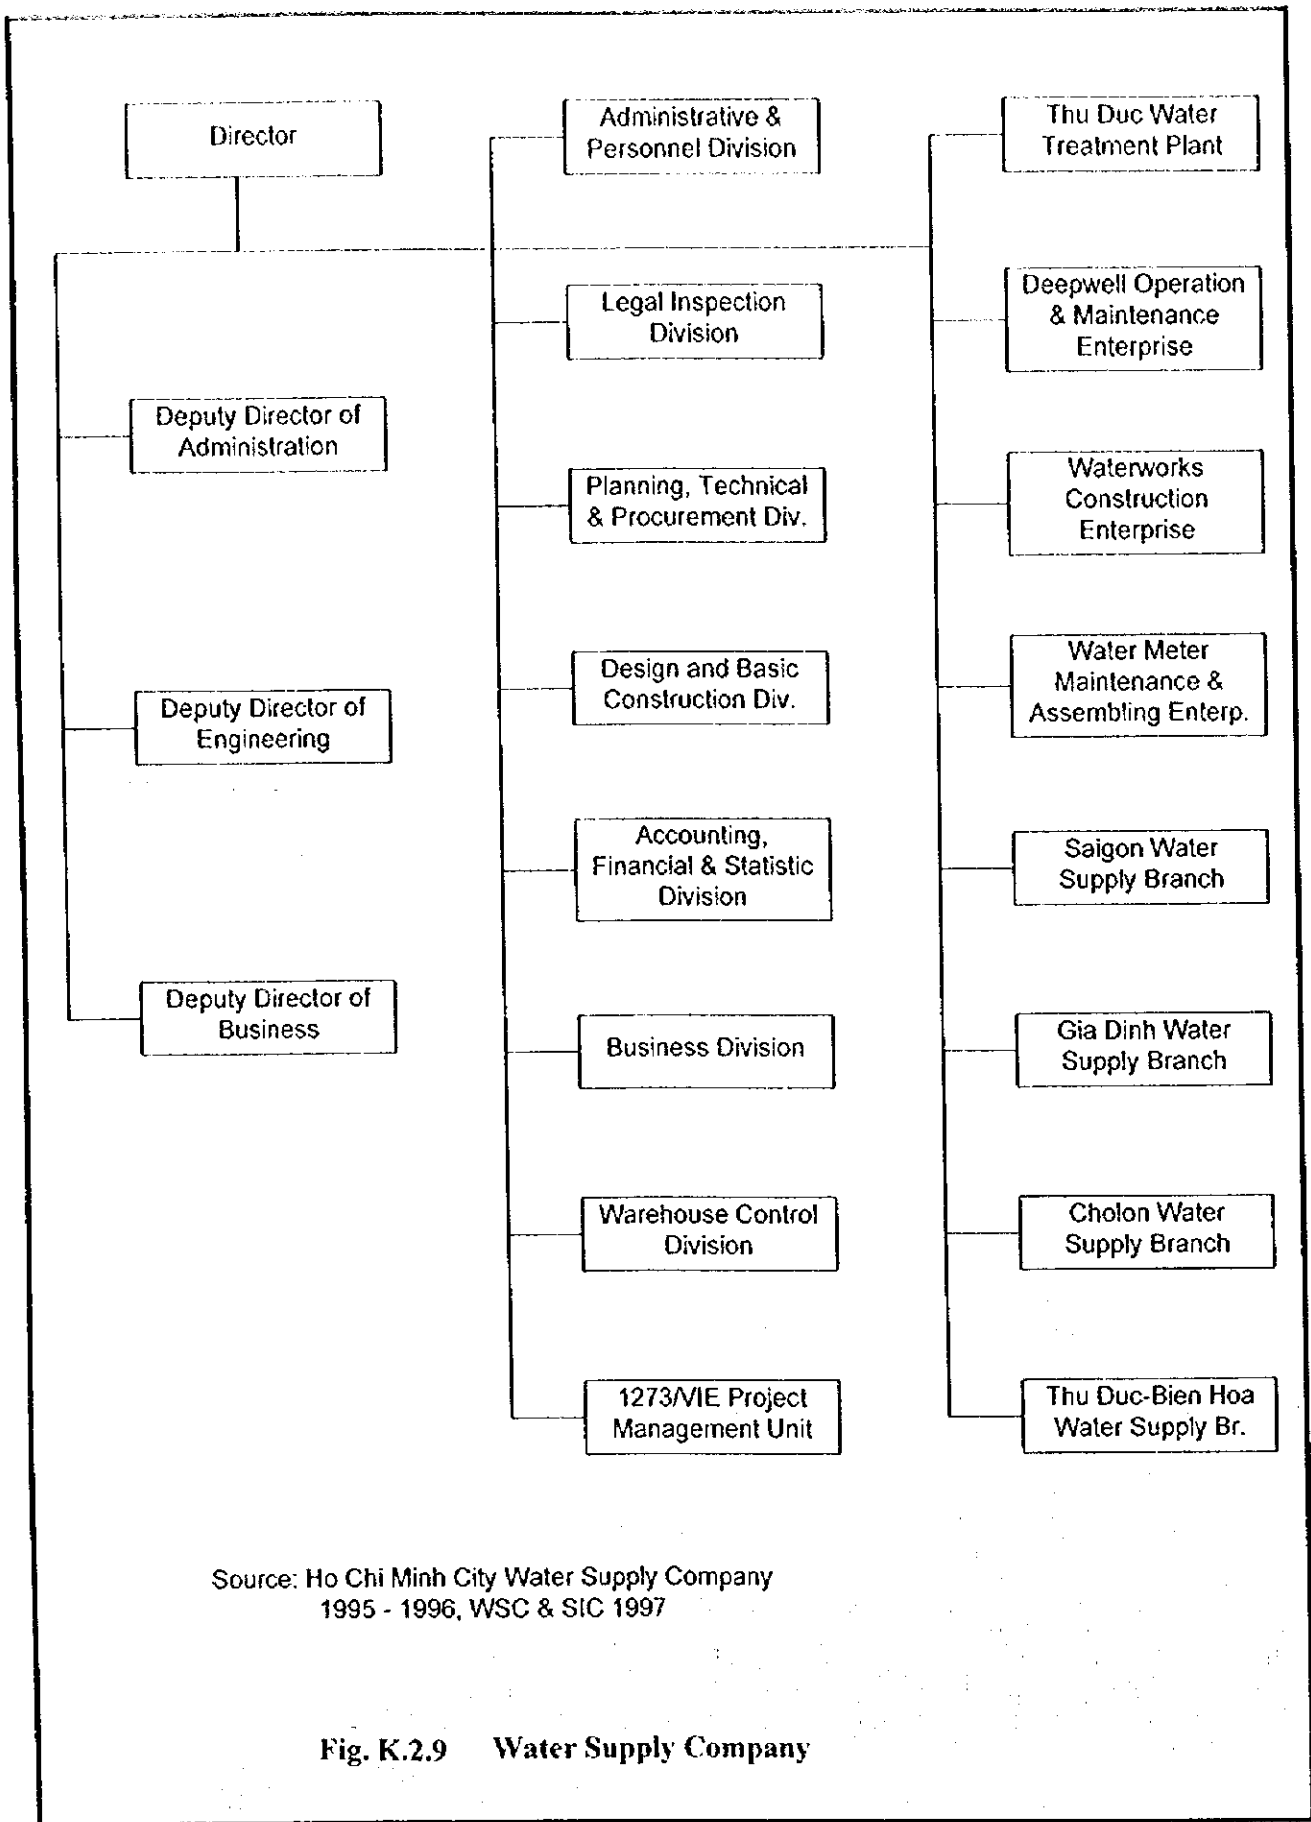 Director
Deputy Director of
Administration
Deputy Director of
Engineering
Deputy Director of
Business
Administrative &
Personnel Division
Legal Inspection
Division
Planning, Technical
& Procurement Div.
Design and Basic
Construction Div.
Accounting,
Financial & Statistic
Division
Business Division
Warehouse Control
Division
1273/VIE Project
Management Unit
Thu Duc Water
Treatment Plant
Deepwell Operation
& Maintenance
Enterprise
Waterworks
Construction
Enterprise
Water Meter
Maintenance &
Assembling Enterp.
Saigon Water
Supply Branch
Gia Dinh Water
Supply Branch
Cholon Water
Supply Branch
Thu Duc-Bien Hoa
Water Supply Br.
Source: Ho Chi Minh City Water Supply Company
1995 - 1996, WSC & SIC 1997
Fig. K.2.9 Water Supply Company